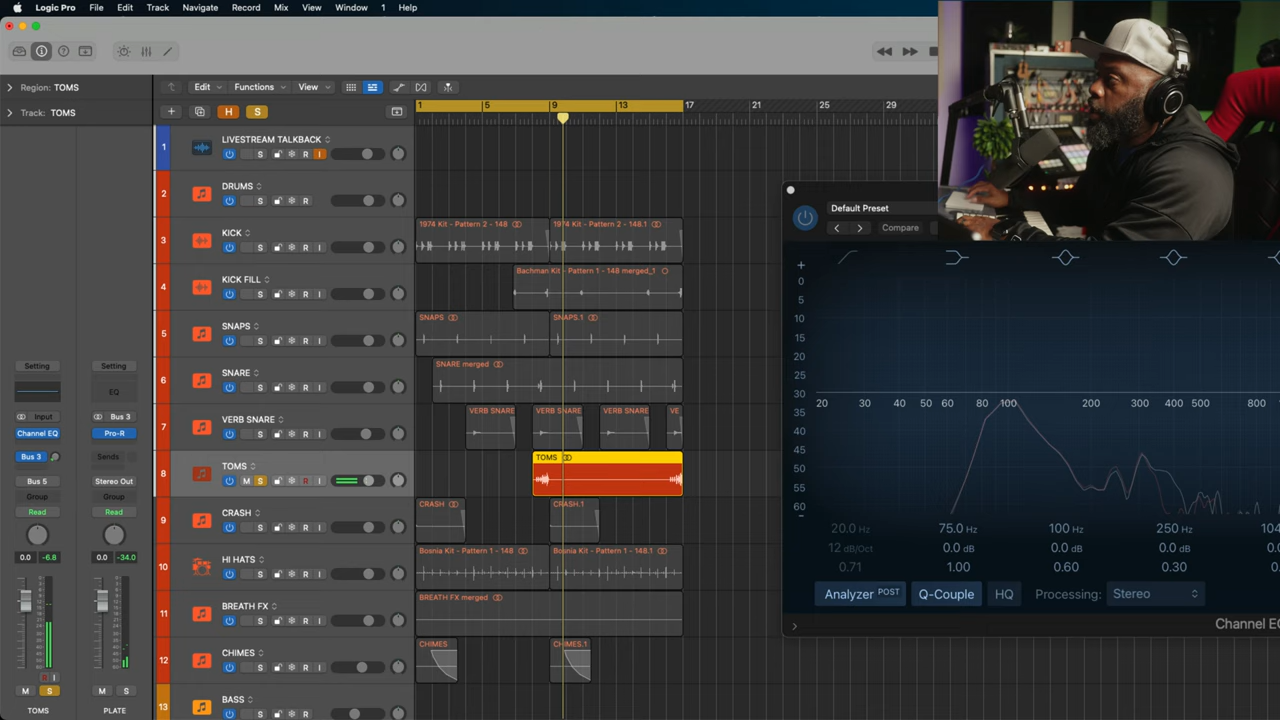 Logic Pro File Edit Track Navigate Record Mix View Window 1 Help
Region: TOMS
Edit Functions View
Track: TOMS
H S
1 5 9 13 17 21 25 29
1 LIVESTREAM TALKBACK
S R I
2 DRUMS
S R
3 KICK
S R I
1974 Kit - Pattern 2 - 148
1974 Kit - Pattern 2 - 148.1
4 KICK FILL
S R I
Bachman Kit - Pattern 1 - 148 merged_1
5 SNAPS
S R I
SNAPS
SNAPS.1
6 SNARE
S R I
SNARE merged
7 VERB SNARE
S R I
VERB SNARE
VERB SNARE
VERB SNARE
VE
8 TOMS
M S R I
TOMS
9 CRASH
S R I
CRASH
CRASH.1
10 HI HATS
S R I
Bosnia Kit - Pattern 1 - 148
Bosnia Kit - Pattern 1 - 148.1
11 BREATH FX
S R I
BREATH FX merged
12 CHIMES
S R I
CHIMES
CHIMES.1
13 BASS
S R I
Setting Setting
EQ
Input Bus 3
Channel EQ Pro-R
Bus 3 Sends
Bus 5 Stereo Out
Group Group
Read Read
0.0 -6.8 0.0 -34.0
R I
M S M S
TOMS PLATE
Default Preset
Compare
+
0
5
10
15
20
25
30
35
40
45
50
55
60
-
20 30 40 50 60 80 100 200 300 400 500 800
20.0 Hz 75.0 Hz 100 Hz 250 Hz 104
12 dB/Oct 0.0 dB 0.0 dB 0.0 dB 0.
0.71 1.00 0.60 0.30 0.
Analyzer POST Q-Couple HQ Processing: Stereo
Channel EQ